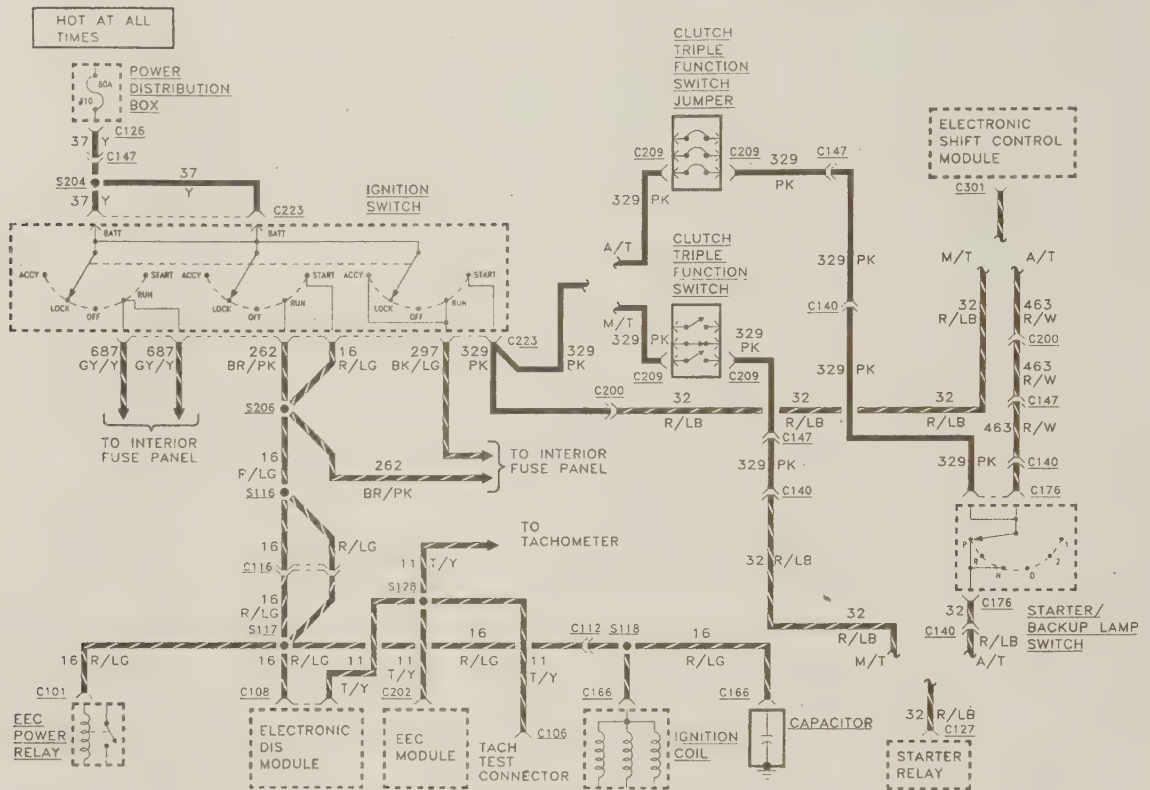 HOT AT ALL
TIMES
POWER
DISTRIBUTION
BOX
60A
#10
C126
37 Y
C147
S204
37
Y
37 Y
C223
IGNITION
SWITCH
BATT
BATT
ACCY
LOCK
OFF
RUN
START
ACCY
LOCK
OFF
RUN
START
ACCY
LOCK
OFF
RUN
START
687
GY/Y
687
GY/Y
262
BR/PK
16
R/LG
297
BK/LG
329
PK
C223
329
PK
TO INTERIOR
FUSE PANEL
S206
16
R/LG
262
BR/PK
TO INTERIOR
FUSE PANEL
S116
16
R/LG
C116
16
R/LG
S117
TO
TACHOMETER
11 T/Y
S128
CLUTCH
TRIPLE
FUNCTION
SWITCH
JUMPER
C209
C209
329
PK
C147
329 PK
A/T
M/T
CLUTCH
TRIPLE
FUNCTION
SWITCH
329
PK
329
PK
C209
C209
C200
32
R/LB
32
R/LB
32
R/LB
C147
329 PK
C140
32 R/LB
32
R/LB
M/T
329 PK
C140
329 PK
329 PK
ELECTRONIC
SHIFT CONTROL
MODULE
C301
M/T
A/T
32
R/LB
463
R/W
C200
463
R/W
C147
463 R/W
C140
C176
P
R
N
D
2
1
C176
32
C140
R/LB
A/T
STARTER/
BACKUP LAMP
SWITCH
32 R/LB
C127
STARTER
RELAY
16 R/LG
C101
EEC
POWER
RELAY
16 R/LG
C108
11
T/Y
ELECTRONIC
DIS
MODULE
11
T/Y
C202
EEC
MODULE
16
R/LG
11
T/Y
C106
TACH
TEST
CONNECTOR
C112
S118
16
R/LG
C166
IGNITION
COIL
C166
CAPACITOR